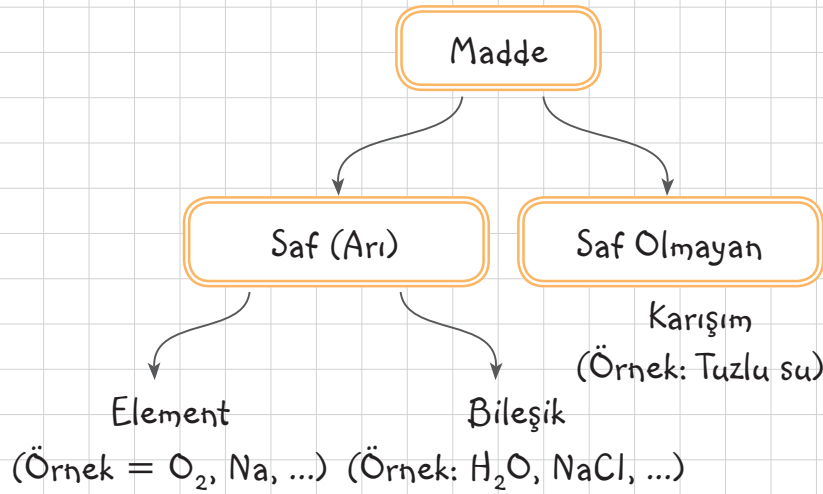 Madde
Saf (Arı)
Saf Olmayan
Karışım
(Örnek: Tuzlu su)
Element
Bileşik
(Örnek = O₂, Na, ...)
(Örnek: H₂O, NaCl, ...)